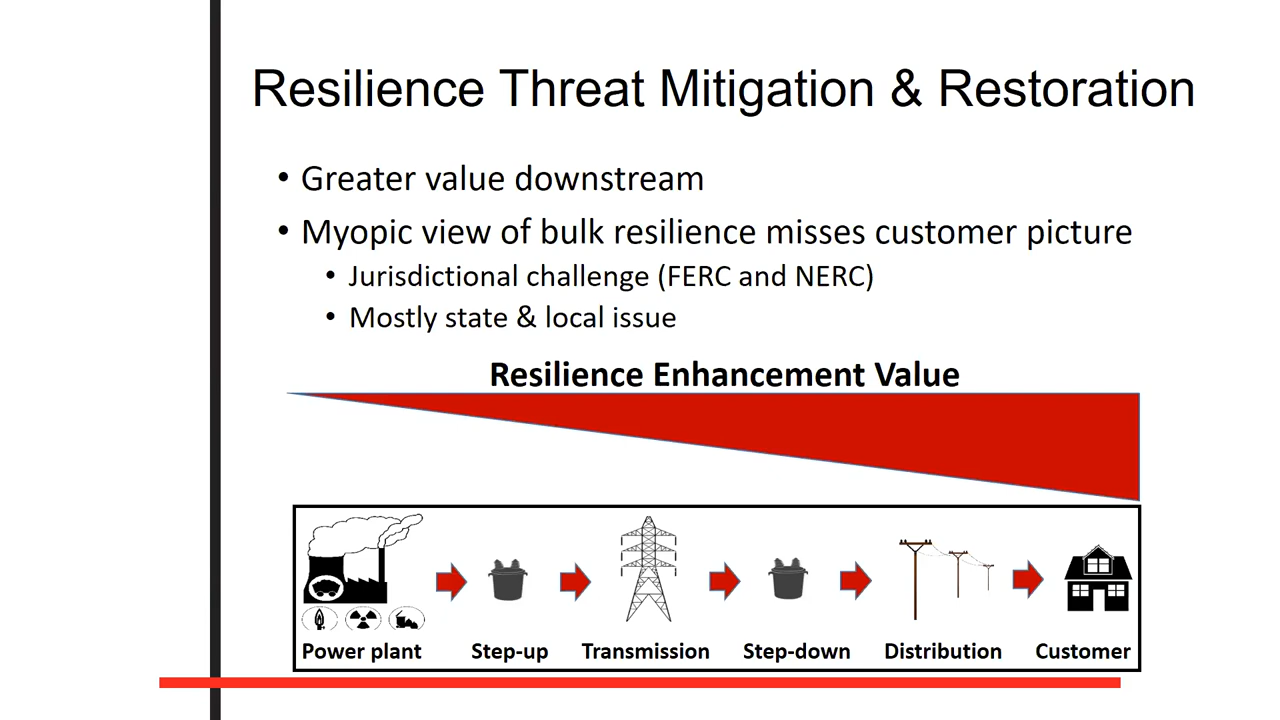 Resilience Threat Mitigation & Restoration
• Greater value downstream
• Myopic view of bulk resilience misses customer picture
• Jurisdictional challenge (FERC and NERC)
• Mostly state & local issue
Resilience Enhancement Value
Power plant Step-up Transmission Step-down Distribution Customer